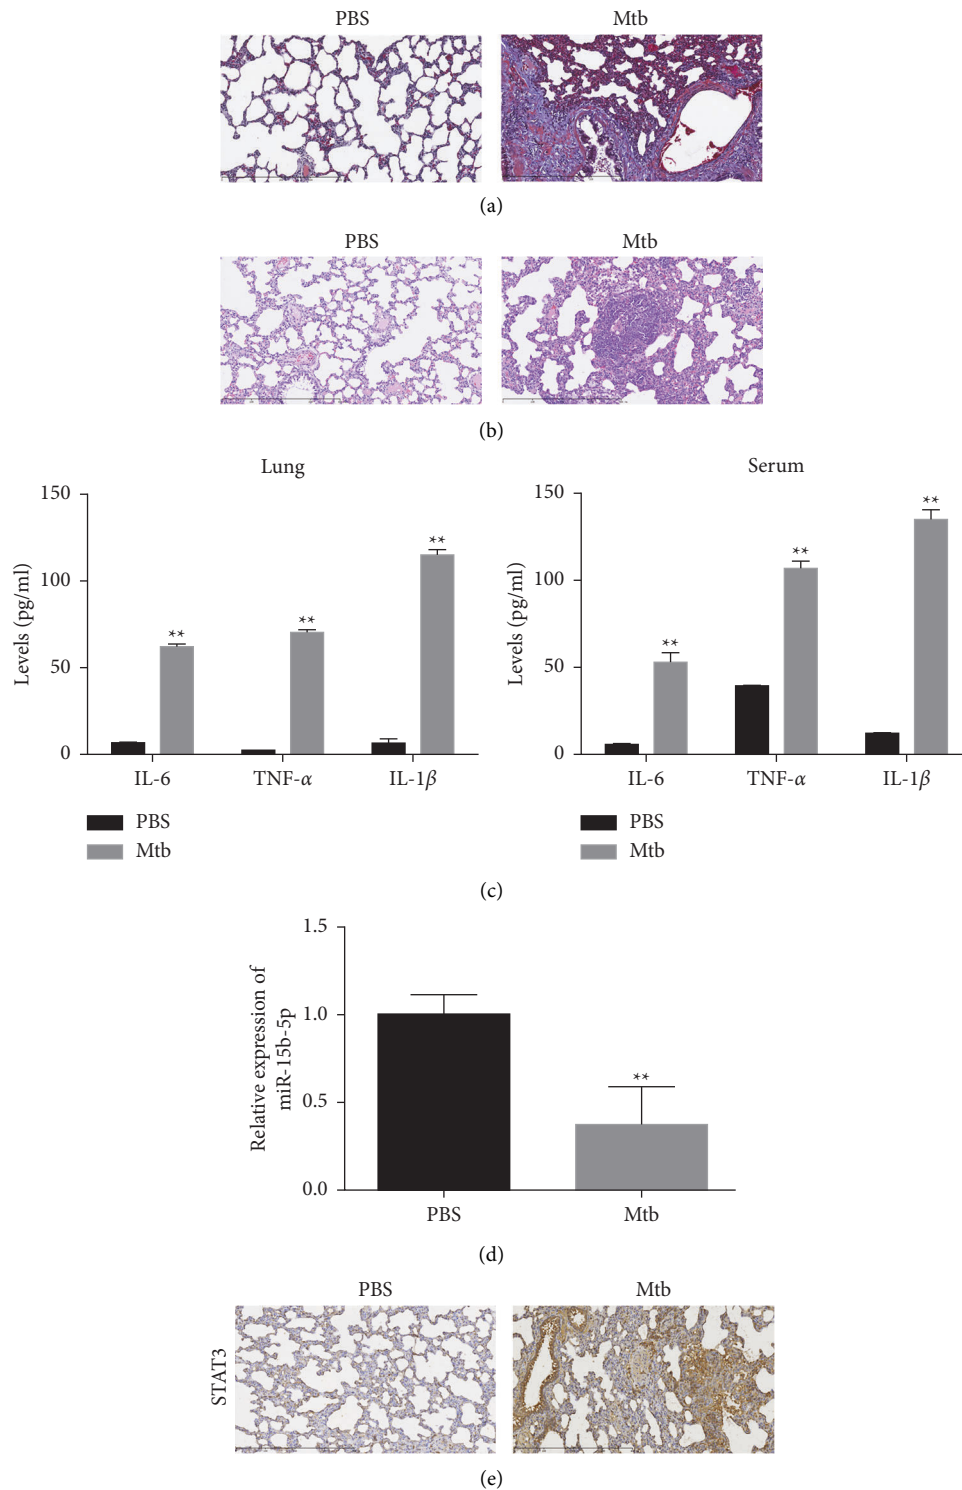 PBS Mtb
(a)
PBS Mtb
(b)
Lung
Levels (pg/ml)
150
100
50
0
** ** **
IL-6 TNF-α IL-1β
PBS
Mtb
Serum
Levels (pg/ml)
150
100
50
0
** ** **
IL-6 TNF-α IL-1β
PBS
Mtb
(c)
Relative expression of
miR-15b-5p
1.5
1.0
0.5
0.0
**
PBS Mtb
(d)
PBS Mtb
STAT3
(e)